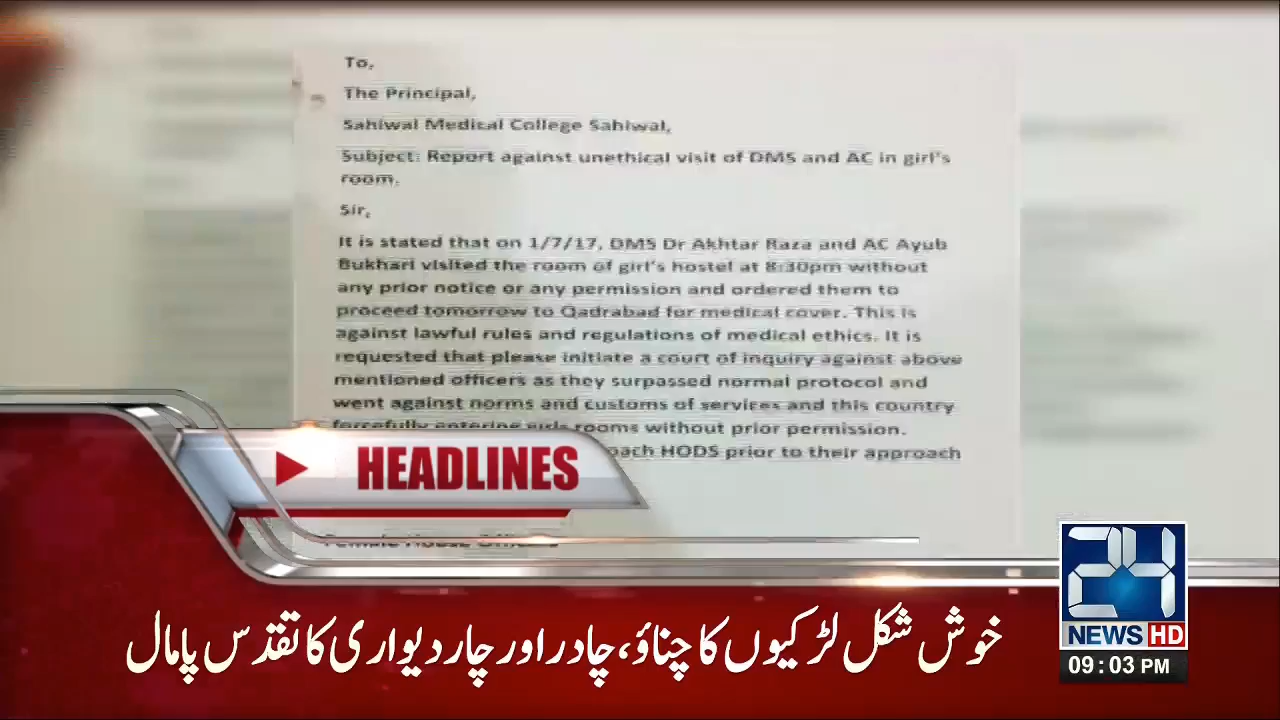 To,
The Principal,
Sahiwal Medical College Sahiwal,
Subject: Report against unethical visit of DMS and AC in girl's
room.
Sir,
It is stated that on 1/7/17, DMS Dr Akhtar Raza and AC Ayub
Bukhari visited the room of girl's hostel at 8:30pm without
any prior notice or any permission and ordered them to
proceed tomorrow to Qadrabad for medical cover. This is
against lawful rules and regulations of medical ethics. It is
requested that please initiate a court of inquiry against above
mentioned officers as they surpassed normal protocol and
went against norms and customs of services and this country
forcefully entering girls rooms without prior permission.
HODS prior to their approach
HEADLINES
Female House
24
NEWS HD
09:03 PM
خوش شکل لڑکیوں کا چناؤ، چادر اور چار دیواری کا تقدس پامال